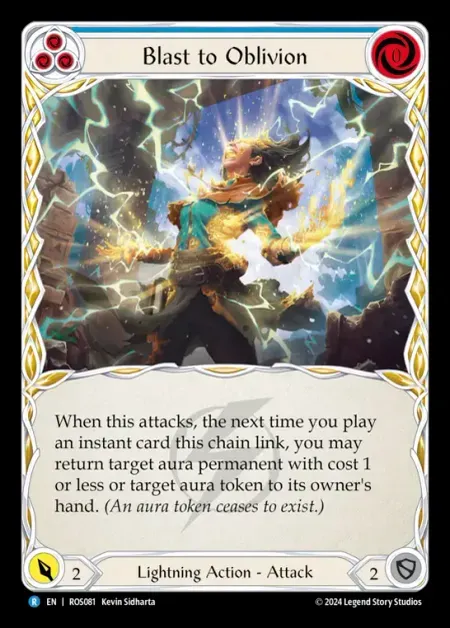 Blast to Oblivion
0
When this attacks, the next time you play
an instant card this chain link, you may
return target aura permanent with cost 1
or less or target aura token to its owner's
hand. (An aura token ceases to exist.)
2
Lightning Action - Attack
2
R EN | ROS081 Kevin Sidharta
© 2024 Legend Story Studios